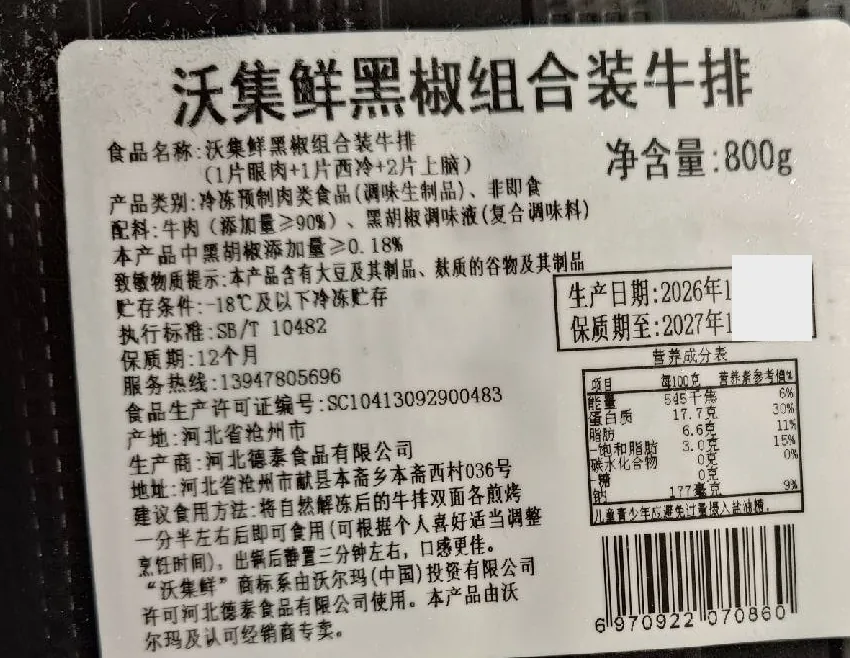 沃集鲜黑椒组合装牛排
食品名称:沃集鲜黑椒组合装牛排
(1片眼肉+1片西冷+2片上脑)
净含量:800g
产品类别:冷冻预制肉类食品(调味生制品)、非即食
配料:牛肉(添加量≥90%)、黑胡椒调味液(复合调味料)
本产品中黑胡椒添加量≥0.18%
致敏物质提示:本产品含有大豆及其制品、麸质的谷物及其制品
贮存条件:-18℃及以下冷冻贮存
执行标准:SB/T 10482
保质期:12个月
服务热线:13947805696
食品生产许可证编号:SC10413092900483
产地:河北省沧州市
生产商:河北德泰食品有限公司
地址:河北省沧州市献县本斋乡本斋西村036号
建议食用方法:将自然解冻后的牛排双面各煎烤
一分半左右后即可食用(可根据个人喜好适当调整
烹饪时间),出锅后静置三分钟左右,口感更佳。
“沃集鲜”商标系由沃尔玛(中国)投资有限公司
许可河北德泰食品有限公司使用。本产品由沃
尔玛及认可经销商专卖。
生产日期:2026年1
保质期至:2027年1
营养成分表
项目 每100克 营养素参考值%
能量 545千焦 6%
蛋白质 17.7克 30%
脂肪 6.6克 11%
-饱和脂肪 3.0克 15%
碳水化合物 0克 0%
-糖 0克
钠 177毫克 9%
儿童青少年应避免过量摄入盐油糖。
6 970922 070860